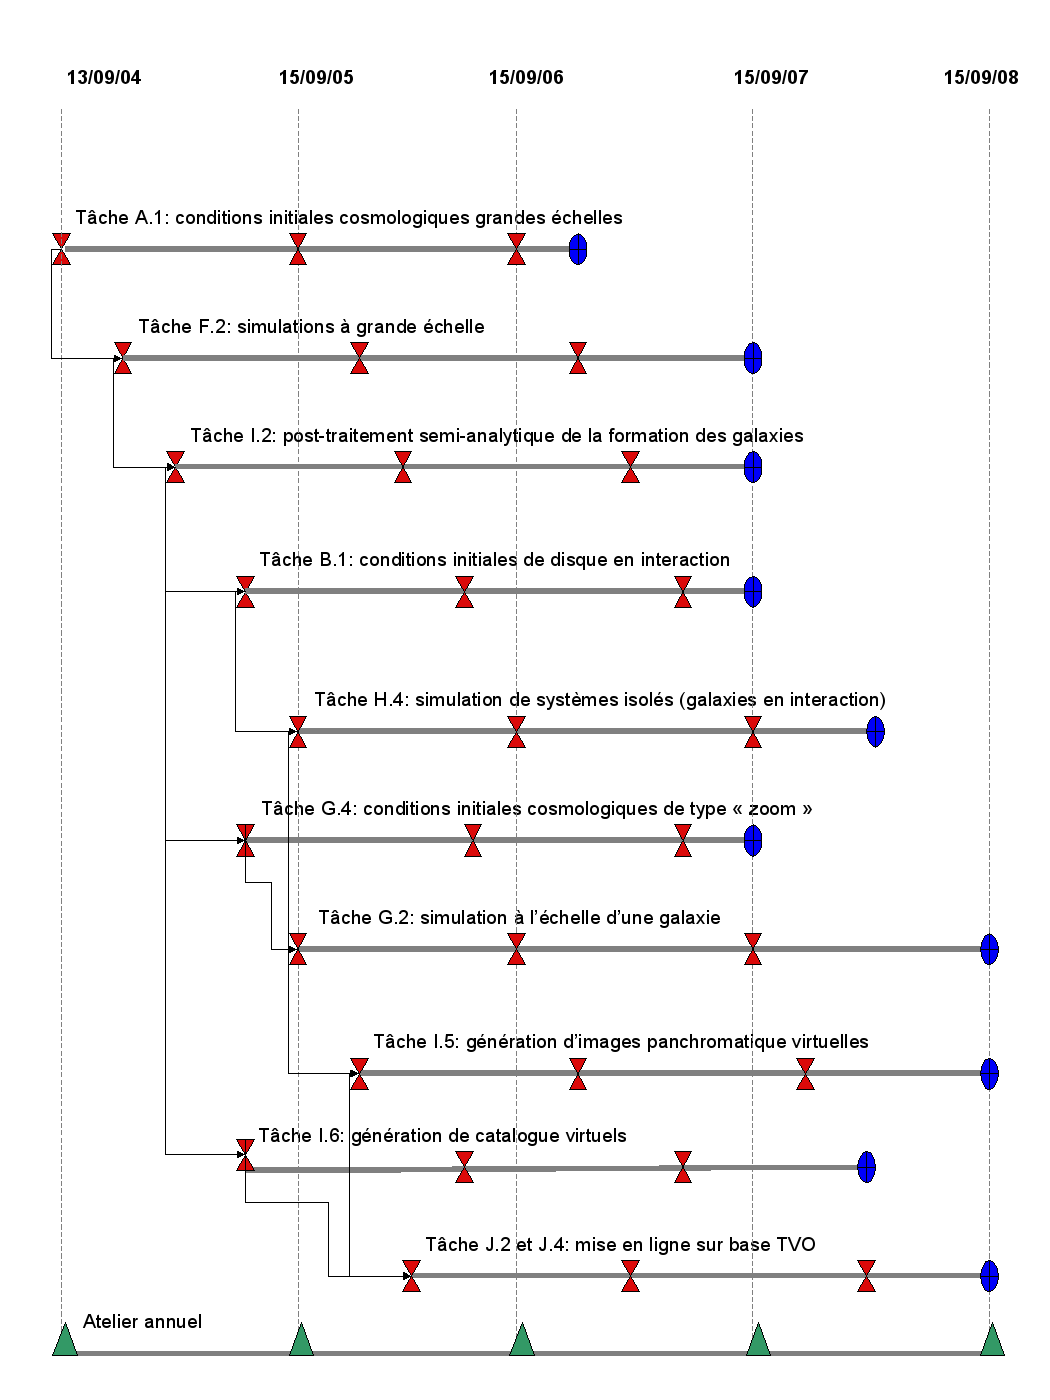 13/09/04 15/09/05 15/09/06 15/09/07 15/09/08
Tâche A.1: conditions initiales cosmologiques grandes échelles
Tâche F.2: simulations à grande échelle
Tâche I.2: post-traitement semi-analytique de la formation des galaxies
Tâche B.1: conditions initiales de disque en interaction
Tâche H.4: simulation de systèmes isolés (galaxies en interaction)
Tâche G.4: conditions initiales cosmologiques de type « zoom »
Tâche G.2: simulation à l’échelle d’une galaxie
Tâche I.5: génération d’images panchromatique virtuelles
Tâche I.6: génération de catalogue virtuels
Tâche J.2 et J.4: mise en ligne sur base TVO
Atelier annuel